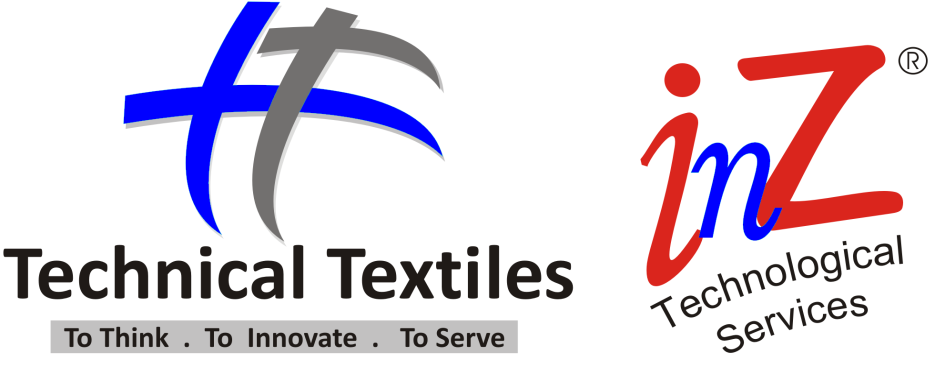 Technical Textiles
To Think . To Innovate . To Serve
inZ ®
Technological
Services